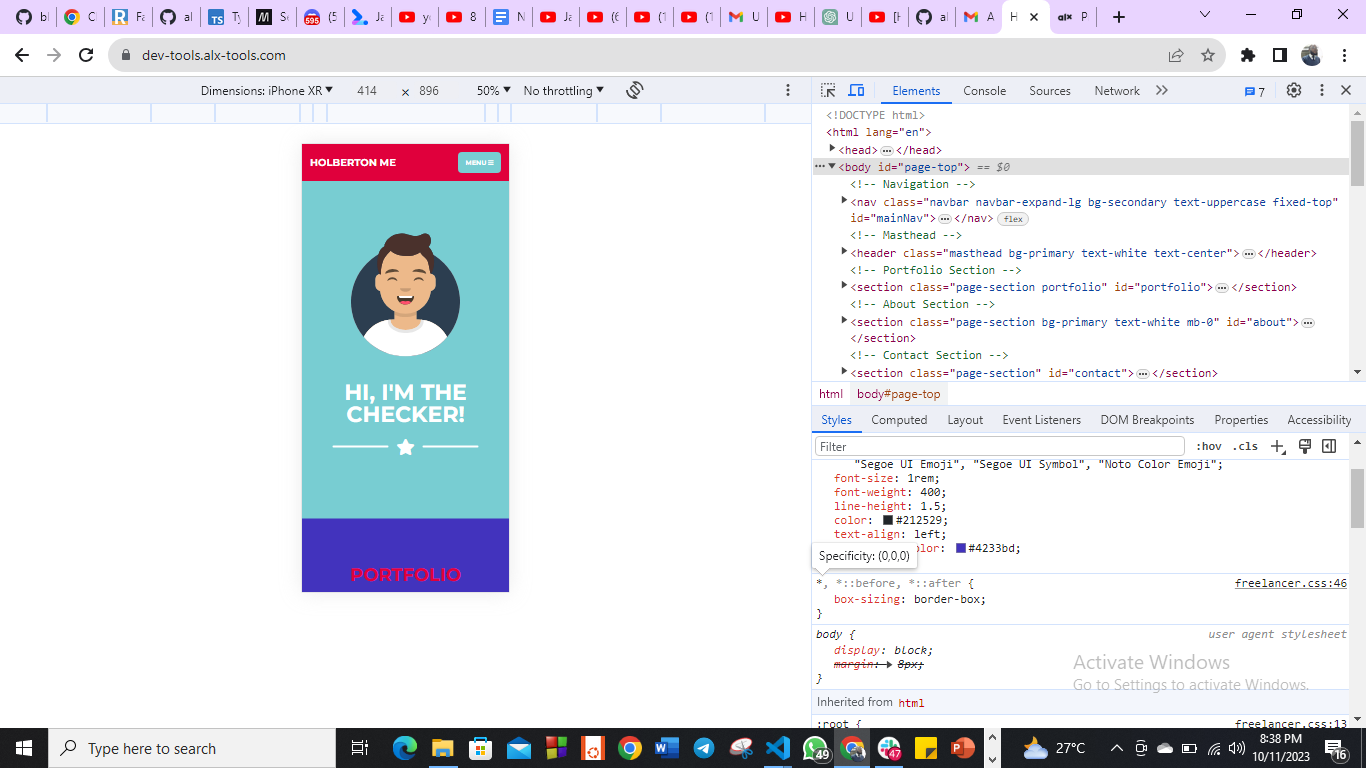 bl
C
Fa
al
Ty
Se
595
(5
Ja
yo
8
N
Ja
(6
(1
(1
U
H
U
[H
al
A
H
alx
P
dev-tools.alx-tools.com
Dimensions: iPhone XR
414
×
896
50%
No throttling
Elements
Console
Sources
Network
7
<!DOCTYPE html>
<html lang="en">
<head>…</head>
…<body id="page-top"> == $0
<!-- Navigation -->
<nav class="navbar navbar-expand-lg bg-secondary text-uppercase fixed-top"
id="mainNav">…</nav> flex
<!-- Masthead -->
<header class="masthead bg-primary text-white text-center">…</header>
<!-- Portfolio Section -->
<section class="page-section portfolio" id="portfolio">…</section>
<!-- About Section -->
<section class="page-section bg-primary text-white mb-0" id="about">…
</section>
<!-- Contact Section -->
<section class="page-section" id="contact">…</section>
html
body#page-top
HOLBERTON ME
MENU
HI, I'M THE
CHECKER!
PORTFOLIO
Styles
Computed
Layout
Event Listeners
DOM Breakpoints
Properties
Accessibility
Filter
:hov
.cls
"Segoe UI Emoji", "Segoe UI Symbol", "Noto Color Emoji";
font-size: 1rem;
font-weight: 400;
line-height: 1.5;
color: #212529;
text-align: left;
olor: #4233bd;
Specificity: (0,0,0)
*, *::before, *::after {
freelancer.css:46
box-sizing: border-box;
}
body {
user agent stylesheet
display: block;
margin: 8px;
}
Activate Windows
Go to Settings to activate Windows.
Inherited from html
:root {
freelancer.css:13
Type here to search
49
47
27°C
8:38 PM
10/11/2023
16